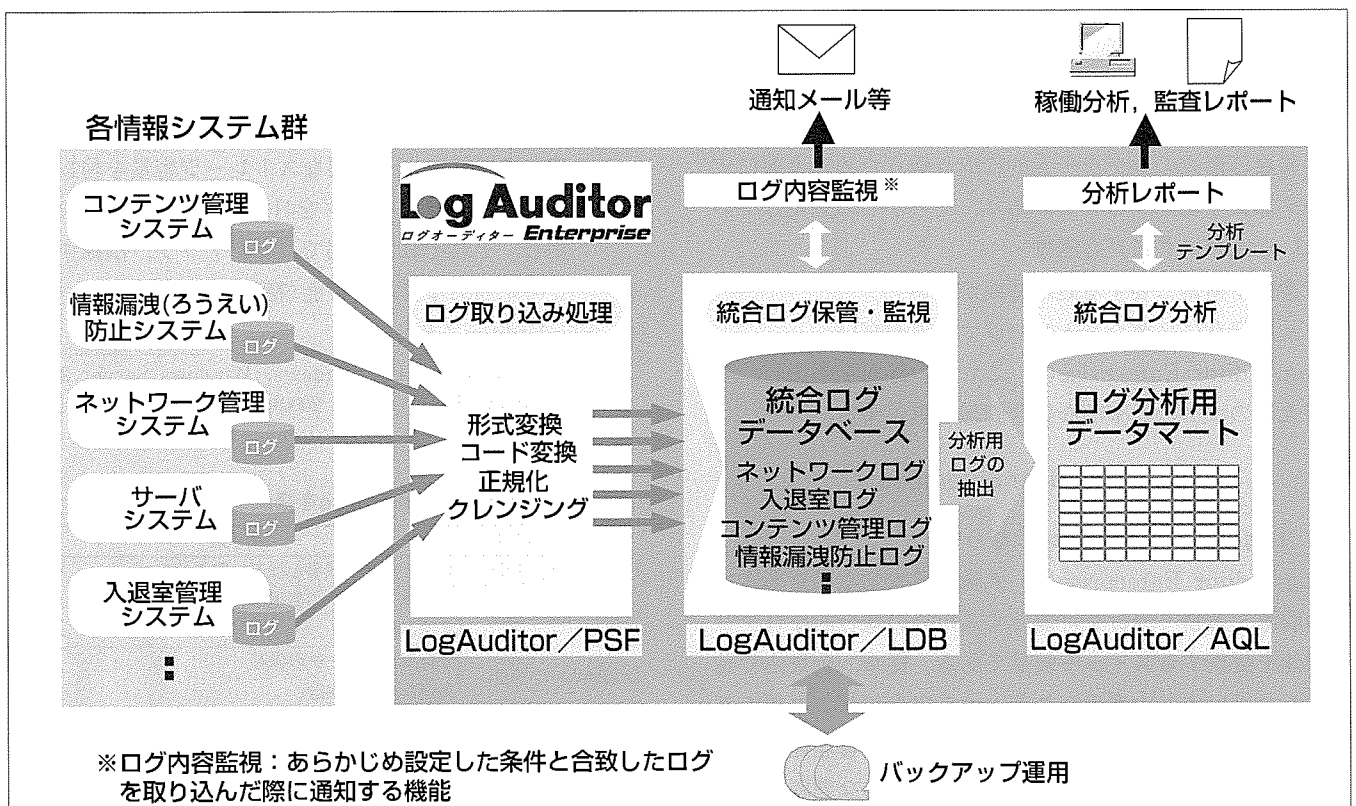 通知メール等
稼働分析，監査レポート
各情報システム群
コンテンツ管理
システム
ログ
情報漏洩(ろうえい)
防止システム
ログ
ネットワーク管理
システム
ログ
サーバ
システム
ログ
入退室管理
システム
ログ
Log Auditor
ログオーディター Enterprise
ログ内容監視※
分析レポート
分析
テンプレート
ログ取り込み処理
形式変換
コード変換
正規化
クレンジング
LogAuditor／PSF
統合ログ保管・監視
統合ログ
データベース
ネットワークログ
入退室ログ
コンテンツ管理ログ
情報漏洩防止ログ
LogAuditor／LDB
分析用
ログの
抽出
統合ログ分析
ログ分析用
データマート
LogAuditor／AQL
バックアップ運用
※ログ内容監視：あらかじめ設定した条件と合致したログ
を取り込んだ際に通知する機能